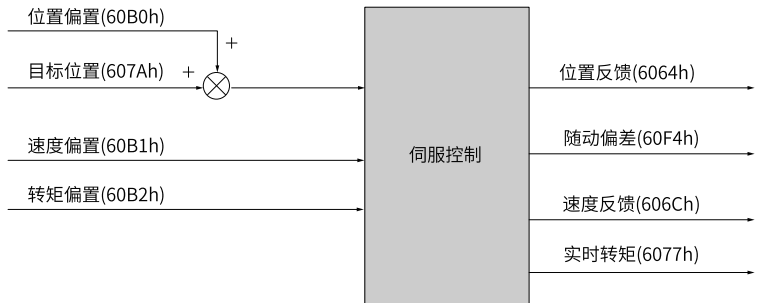 位置偏置(60B0h)
+
目标位置(607Ah)
+
速度偏置(60B1h)
转矩偏置(60B2h)
伺服控制
位置反馈(6064h)
随动偏差(60F4h)
速度反馈(606Ch)
实时转矩(6077h)